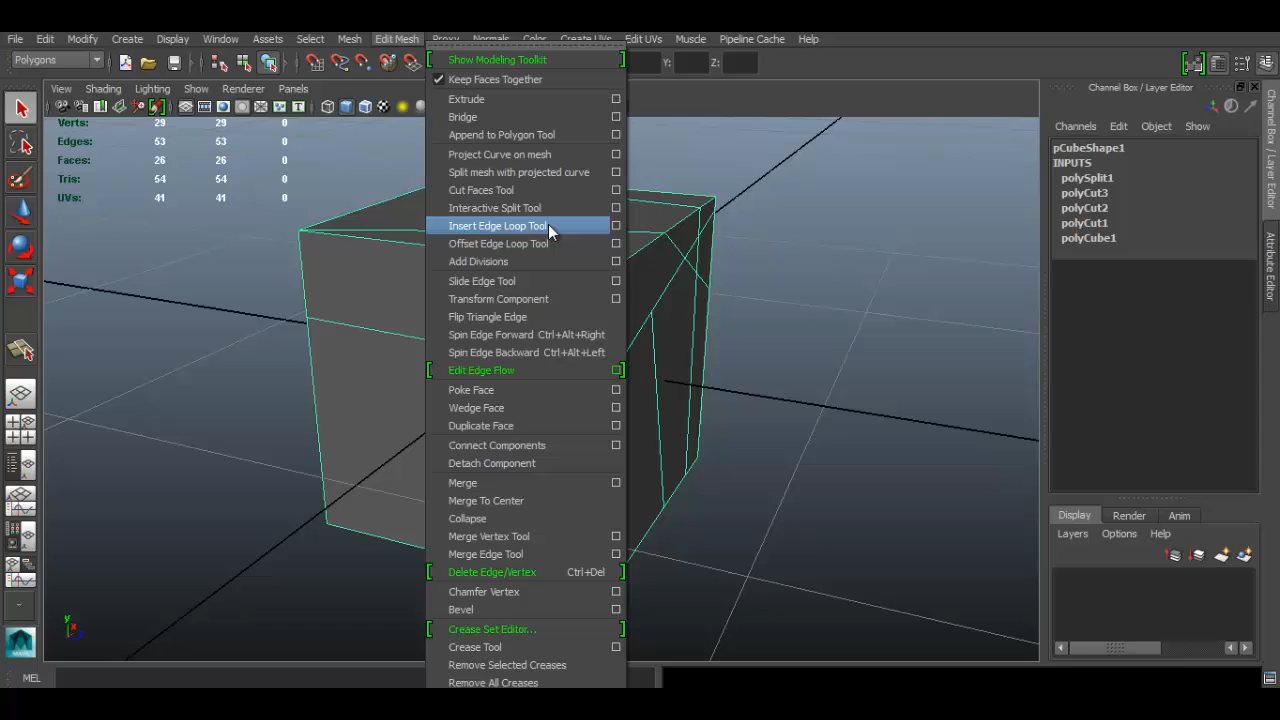 File Edit Modify Create Display Window Assets Select Mesh Edit Mesh Proxy Normals Color Create UVs Edit UVs Muscle Pipeline Cache Help
Polygons
Y: Z:
View Shading Lighting Show Renderer Panels
Verts: 29 29 0
Edges: 53 53 0
Faces: 26 26 0
Tris: 54 54 0
UVs: 41 41 0
Show Modeling Toolkit
Keep Faces Together
Extrude
Bridge
Append to Polygon Tool
Project Curve on mesh
Split mesh with projected curve
Cut Faces Tool
Interactive Split Tool
Insert Edge Loop Tool
Offset Edge Loop Tool
Add Divisions
Slide Edge Tool
Transform Component
Flip Triangle Edge
Spin Edge Forward Ctrl+Alt+Right
Spin Edge Backward Ctrl+Alt+Left
Edit Edge Flow
Poke Face
Wedge Face
Duplicate Face
Connect Components
Detach Component
Merge
Merge To Center
Collapse
Merge Vertex Tool
Merge Edge Tool
Delete Edge/Vertex Ctrl+Del
Chamfer Vertex
Bevel
Crease Set Editor...
Crease Tool
Remove Selected Creases
Remove All Creases
Channel Box / Layer Editor
Channels Edit Object Show
pCubeShape1
INPUTS
polySplit1
polyCut3
polyCut2
polyCut1
polyCube1
Channel Box / Layer Editor
Attribute Editor
Display Render Anim
Layers Options Help
y
x
MEL